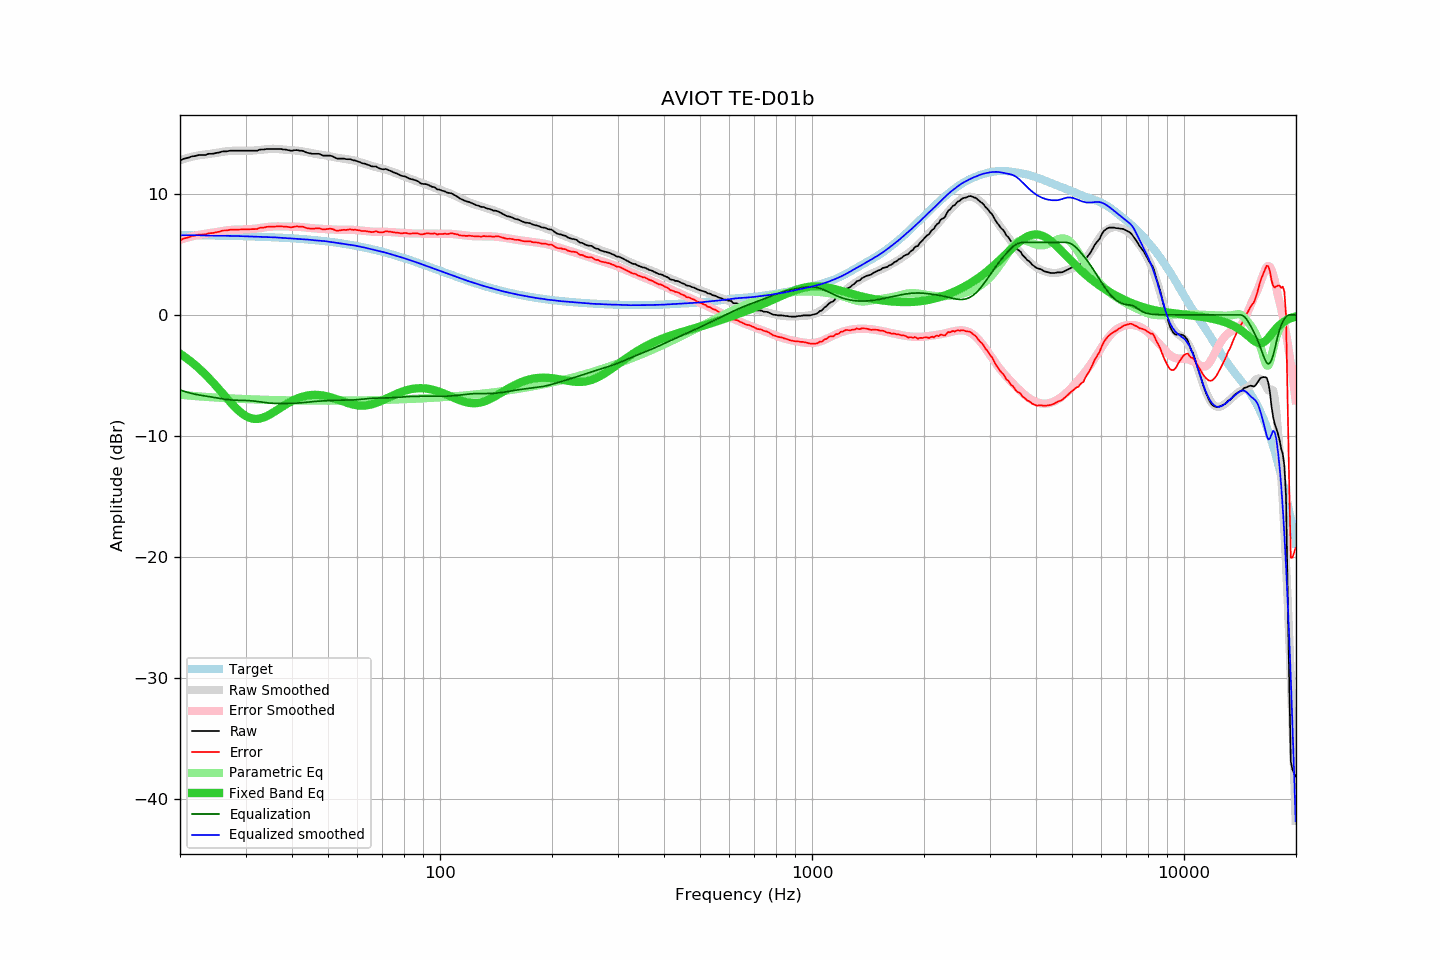 AVIOT TE-D01b
Amplitude (dBr)
10
0
−10
−20
−30
−40
Target
Raw Smoothed
Error Smoothed
Raw
Error
Parametric Eq
Fixed Band Eq
Equalization
Equalized smoothed
100 1000 10000
Frequency (Hz)